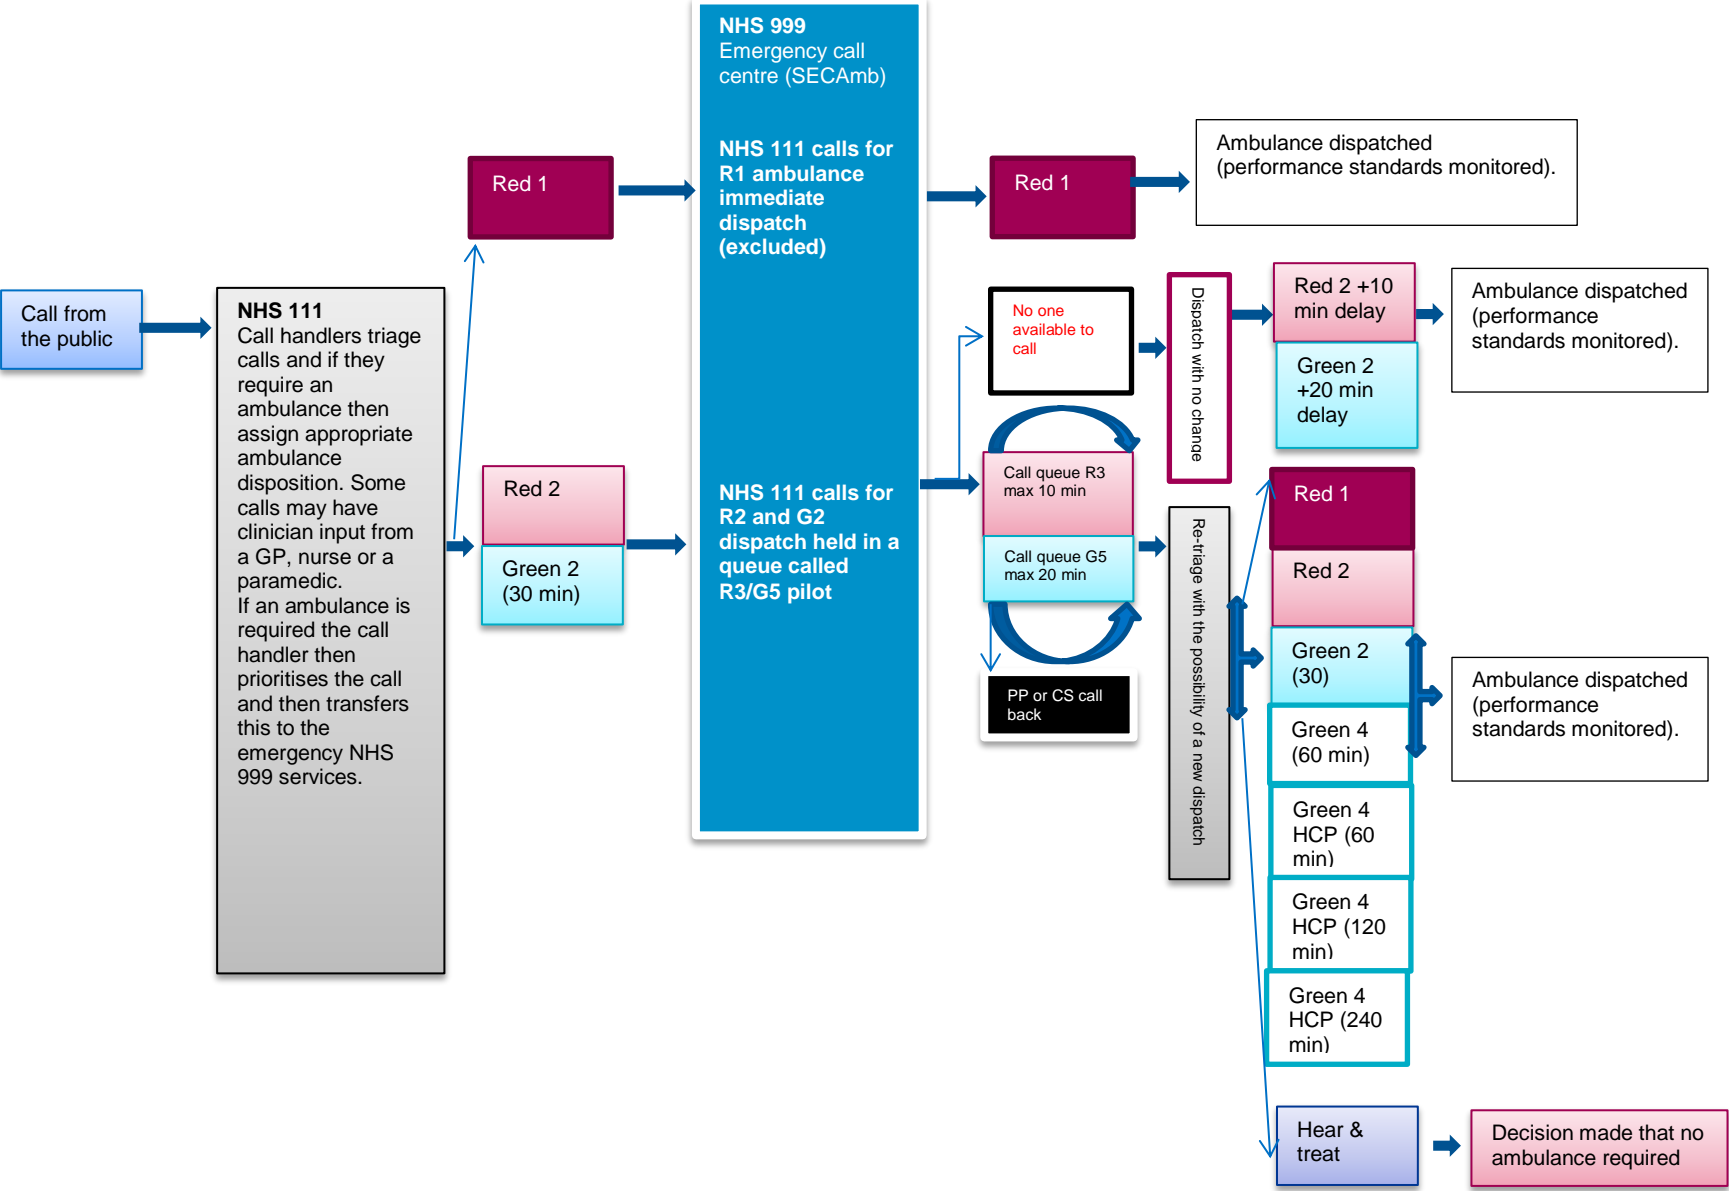 Call from
the public
NHS 111
Call handlers triage
calls and if they
require an
ambulance then
assign appropriate
ambulance
disposition. Some
calls may have
clinician input from
a GP, nurse or a
paramedic.
If an ambulance is
required the call
handler then
prioritises the call
and then transfers
this to the
emergency NHS
999 services.
Red 1
Red 2
Green 2
(30 min)
NHS 999
Emergency call
centre (SECAmb)
NHS 111 calls for
R1 ambulance
immediate
dispatch
(excluded)
NHS 111 calls for
R2 and G2
dispatch held in a
queue called
R3/G5 pilot
Red 1
Ambulance dispatched
(performance standards monitored).
No one
available to
call
Call queue R3
max 10 min
Call queue G5
max 20 min
PP or CS call
back
Dispatch with no change
Red 2 +10
min delay
Green 2
+20 min
delay
Ambulance dispatched
(performance
standards monitored).
Re-triage with the possibility of a new dispatch
Red 1
Red 2
Green 2
(30)
Green 4
(60 min)
Green 4
HCP (60
min)
Green 4
HCP (120
min)
Green 4
HCP (240
min)
Ambulance dispatched
(performance
standards monitored).
Hear &
treat
Decision made that no
ambulance required